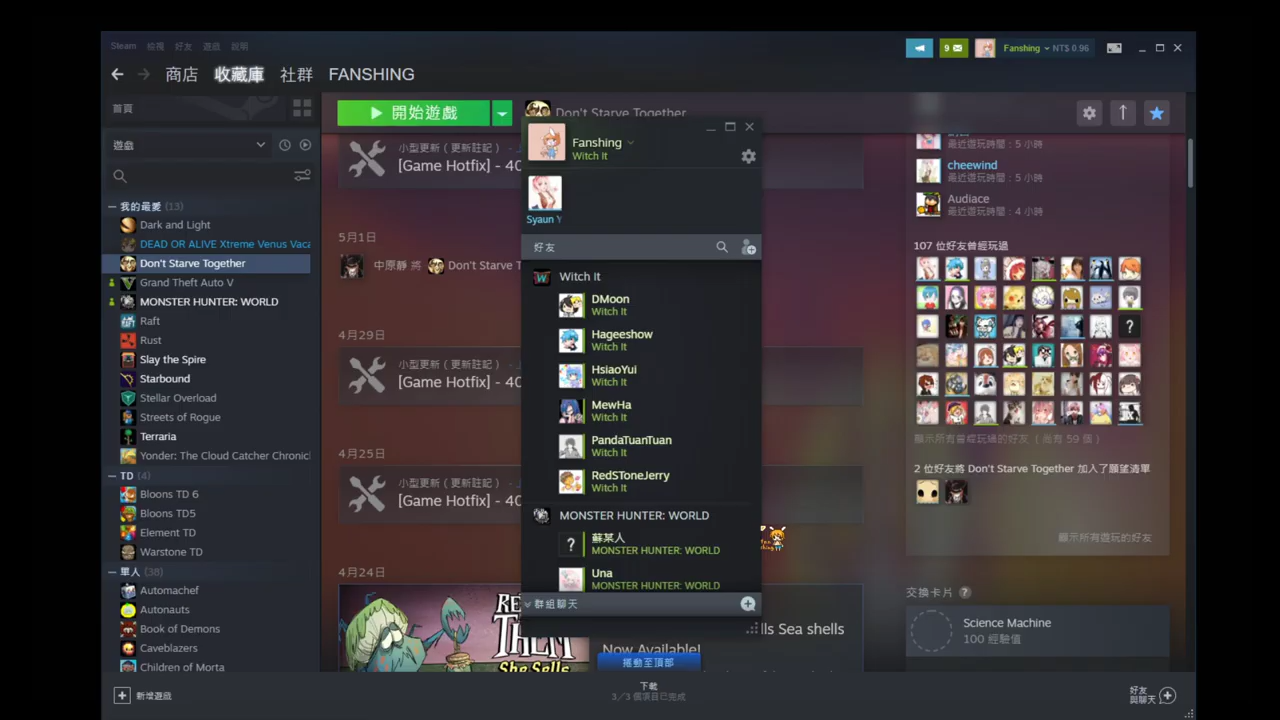 Steam 檢視 好友 遊戲 說明
9
Fanshing NT$ 0.96
商店 收藏庫 社群 FANSHING
首頁
遊戲
我的最愛 (13)
Dark and Light
DEAD OR ALIVE Xtreme Venus Vaca
Don't Starve Together
Grand Theft Auto V
MONSTER HUNTER: WORLD
Raft
Rust
Slay the Spire
Starbound
Stellar Overload
Streets of Rogue
Terraria
Yonder: The Cloud Catcher Chronicl
TD (4)
Bloons TD 6
Bloons TD5
Element TD
Warstone TD
單人 (38)
Automachef
Autonauts
Book of Demons
Caveblazers
Children of Morta
新增遊戲
開始遊戲
Don't Starve Together
小型更新 ( 更新註記 )
[Game Hotfix] - 40
5月1日
中原靜 將 Don't Starve T
4月29日
小型更新 ( 更新註記 )
[Game Hotfix] - 40
4月25日
小型更新 ( 更新註記 )
[Game Hotfix] - 40
4月24日
THEM
She Sells
lls Sea shells
Now Available!
捲動至頂部
下載
3／3 個項目已完成
Fanshing
Witch It
Syaun Y
好友
Witch It
DMoon
Witch It
Hageeshow
Witch It
HsiaoYui
Witch It
MewHa
Witch It
PandaTuanTuan
Witch It
RedSToneJerry
Witch It
MONSTER HUNTER: WORLD
蘇某人
MONSTER HUNTER: WORLD
Una
MONSTER HUNTER: WORLD
群組聊天
最近遊玩時間：5 小時
cheewind
最近遊玩時間：5 小時
Audiace
最近遊玩時間：4 小時
107 位好友曾經玩過
顯示所有曾經玩過的好友 ( 尚有 59 個 )
2 位好友將 Don't Starve Together 加入了願望清單
顯示所有遊玩的好友
交換卡片 ?
Science Machine
100 經驗值
好友
與聊天